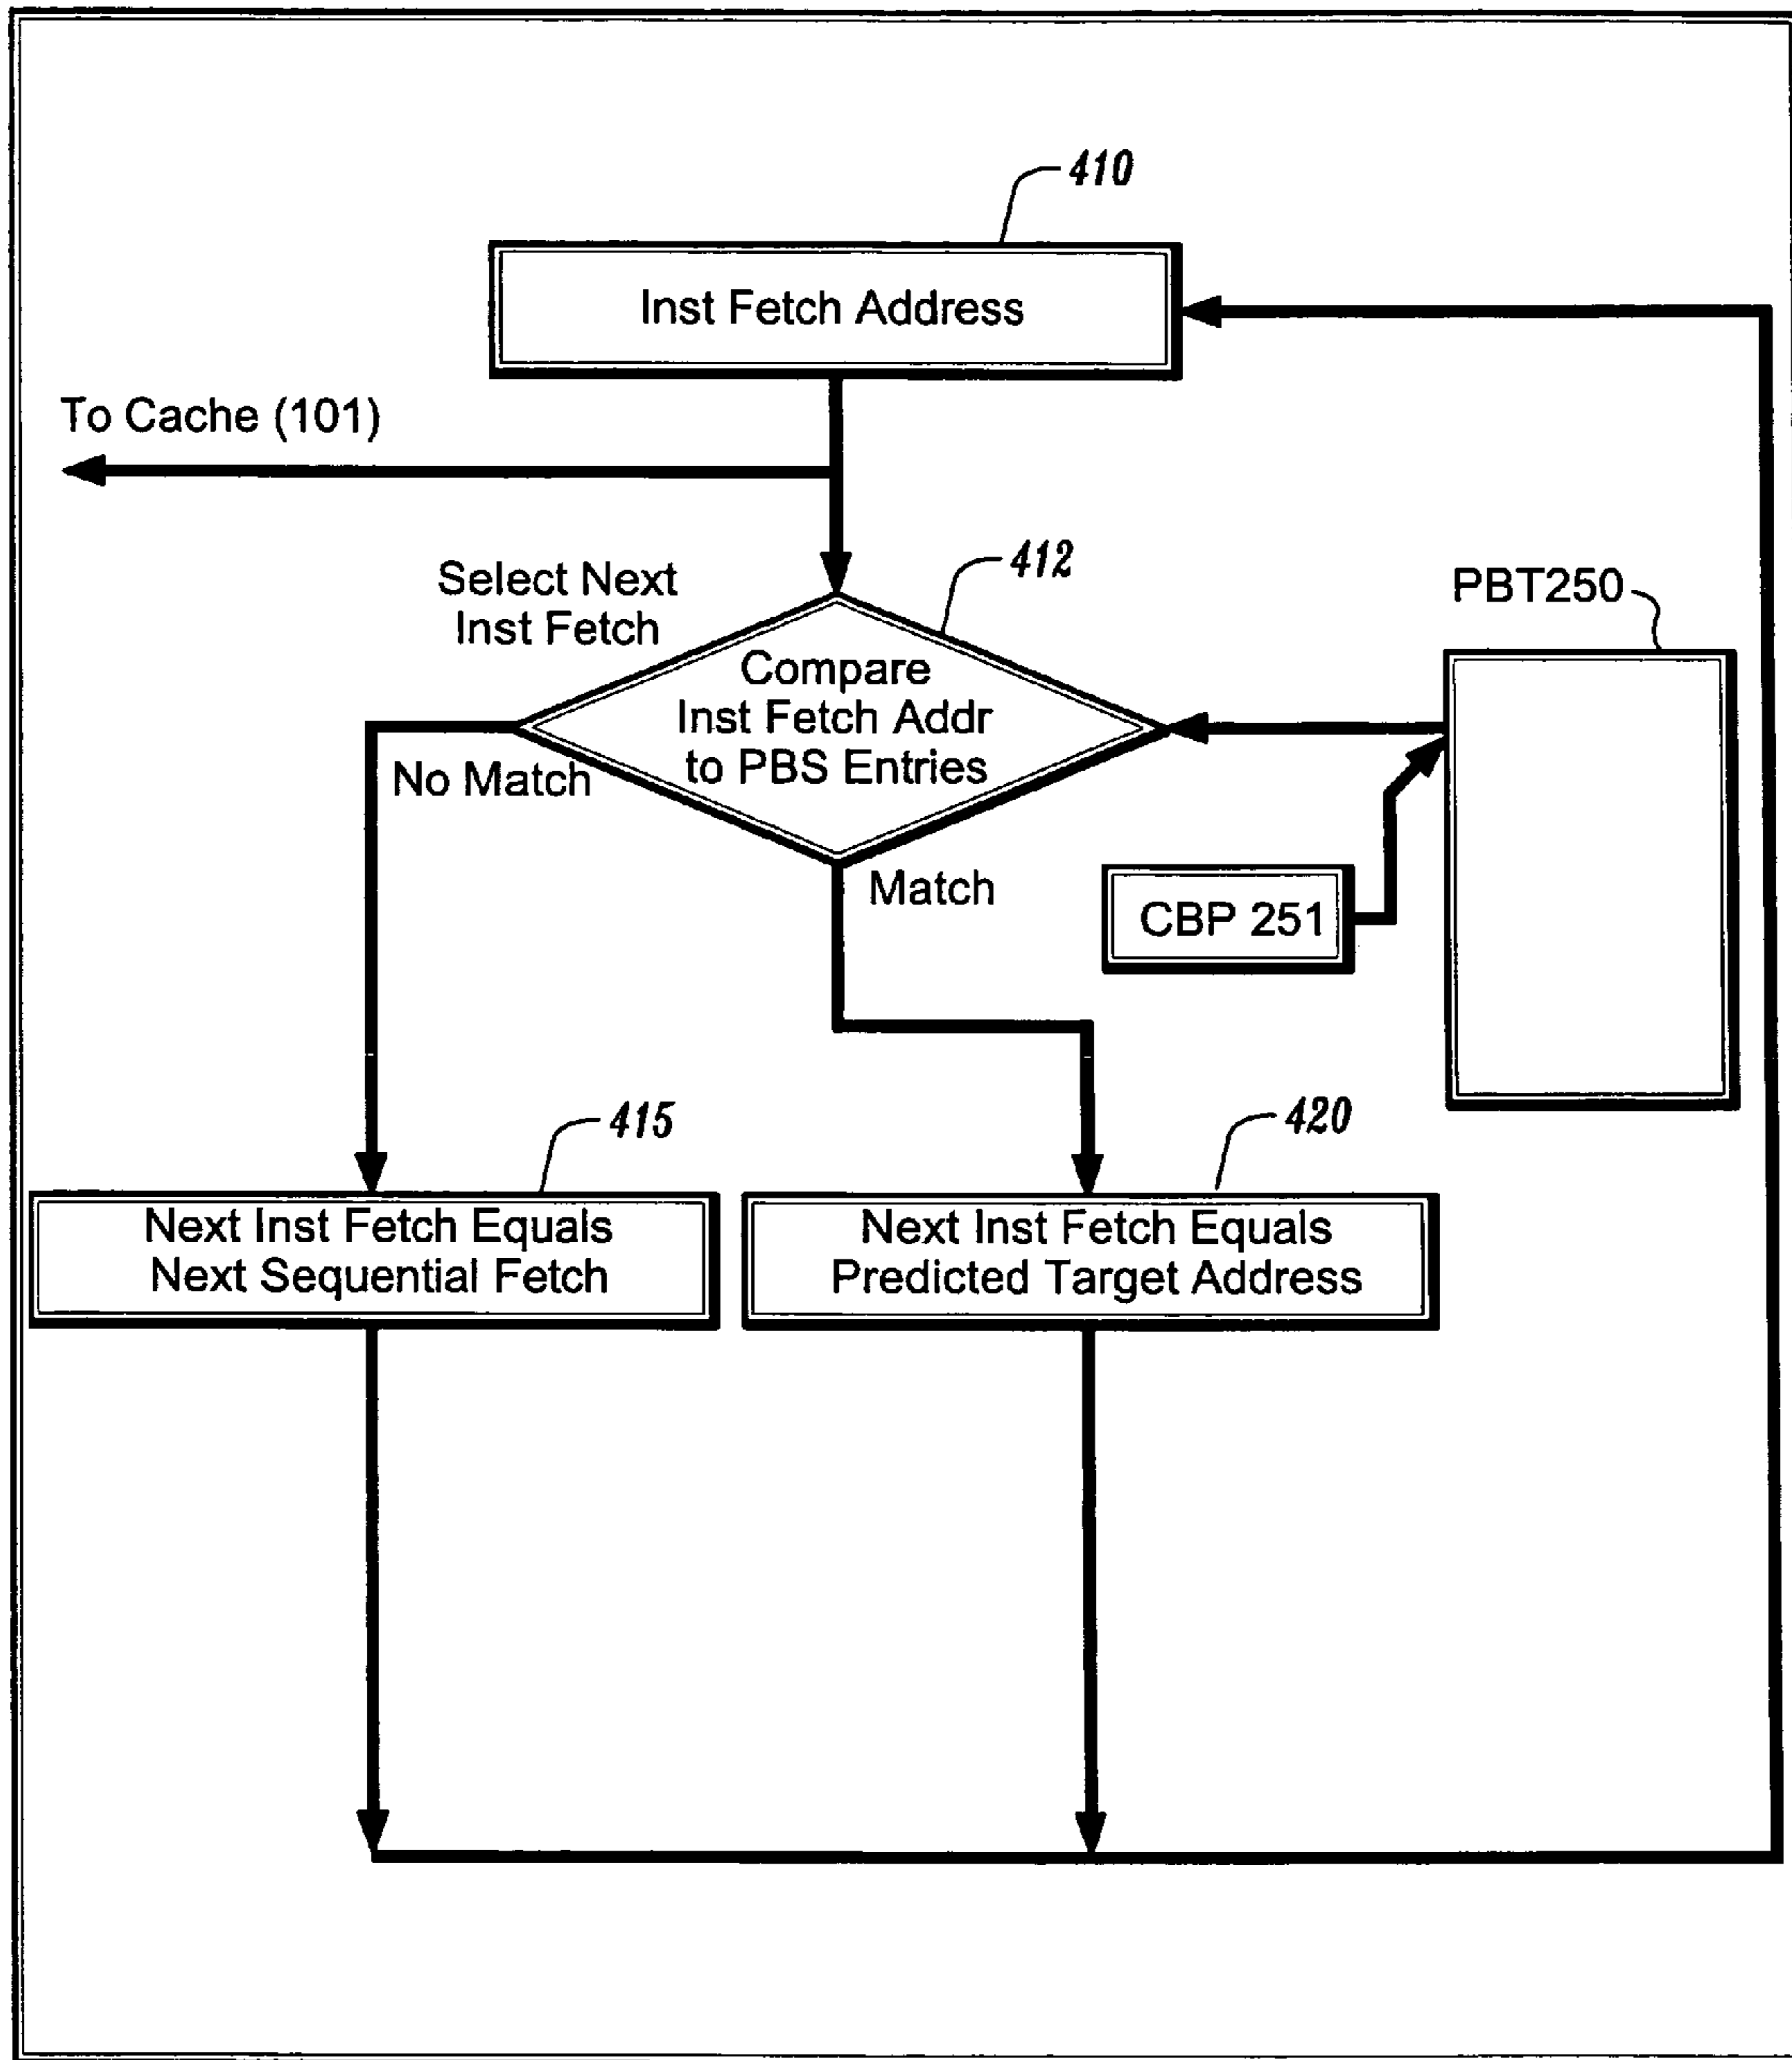 410
Inst Fetch Address
To Cache (101)
Select Next
Inst Fetch
412
PBT250
Compare
Inst Fetch Addr
to PBS Entries
No Match
Match
CBP 251
415
420
Next Inst Fetch Equals
Next Sequential Fetch
Next Inst Fetch Equals
Predicted Target Address